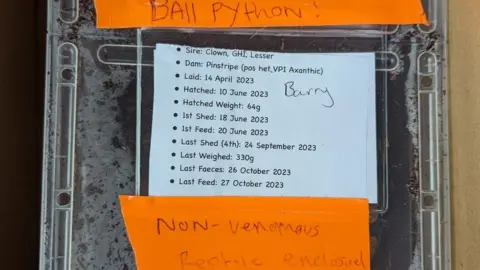 BALL PYTHON!
• Sire: Clown, GHI, Lesser
• Dam: Pinstripe (pos het,VPI Axanthic)
• Laid: 14 April 2023
• Hatched: 10 June 2023
Barry
• Hatched Weight: 64g
• 1st Shed: 18 June 2023
• 1st Feed: 20 June 2023
• Last Shed (4th): 24 September 2023
• Last Weighed: 330g
• Last Faeces: 26 October 2023
• Last Feed: 27 October 2023
NON-venomous
Reptile enclosed